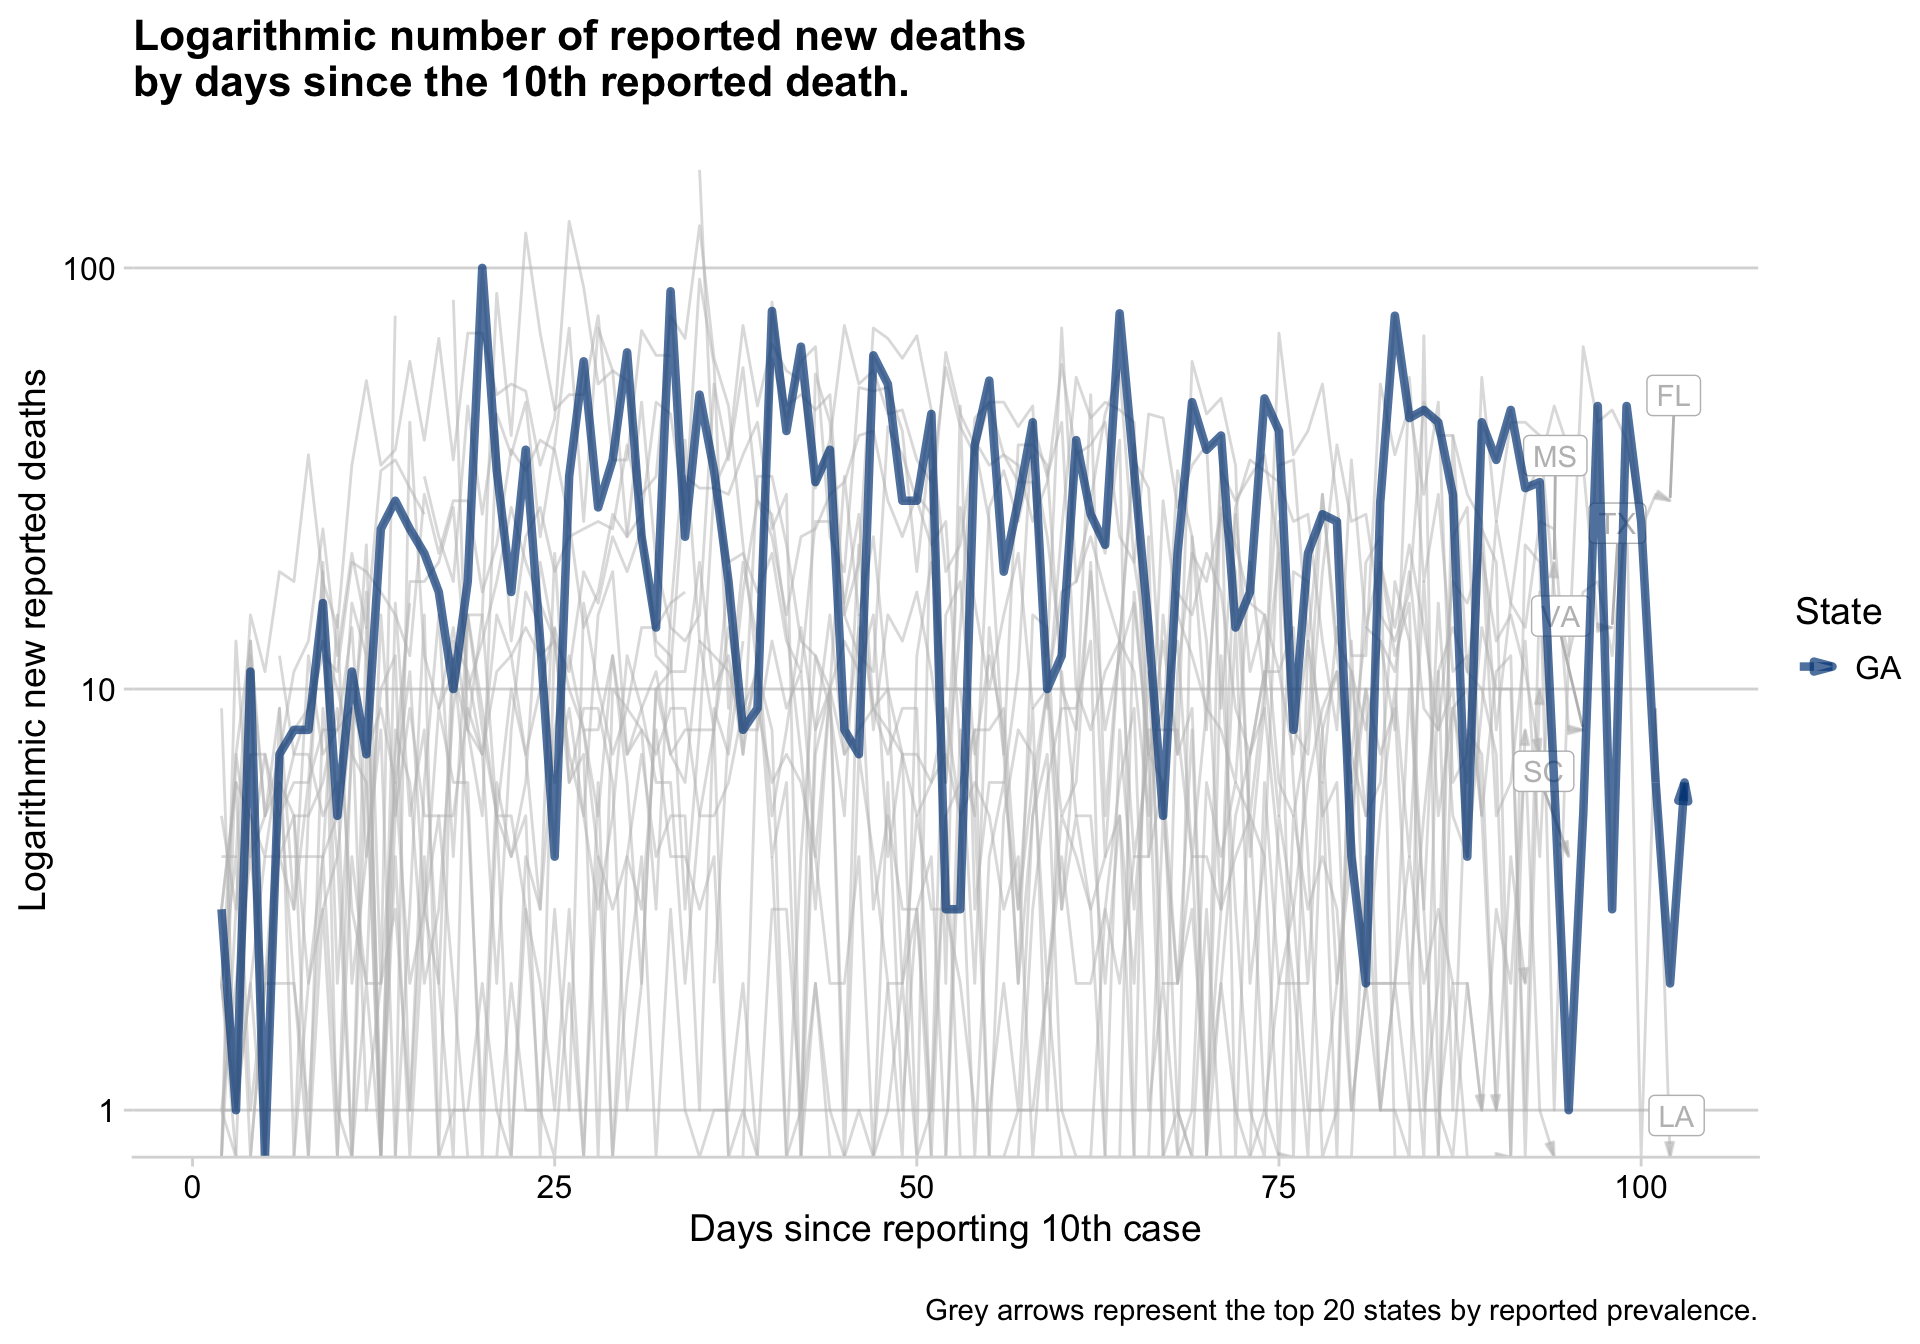 Logarithmic number of reported new deaths
by days since the 10th reported death.
Logarithmic new reported deaths
100
10
1
FL
MS
TX
VA
SC
LA
State
GA
0
25
50
75
100
Days since reporting 10th case
Grey arrows represent the top 20 states by reported prevalence.